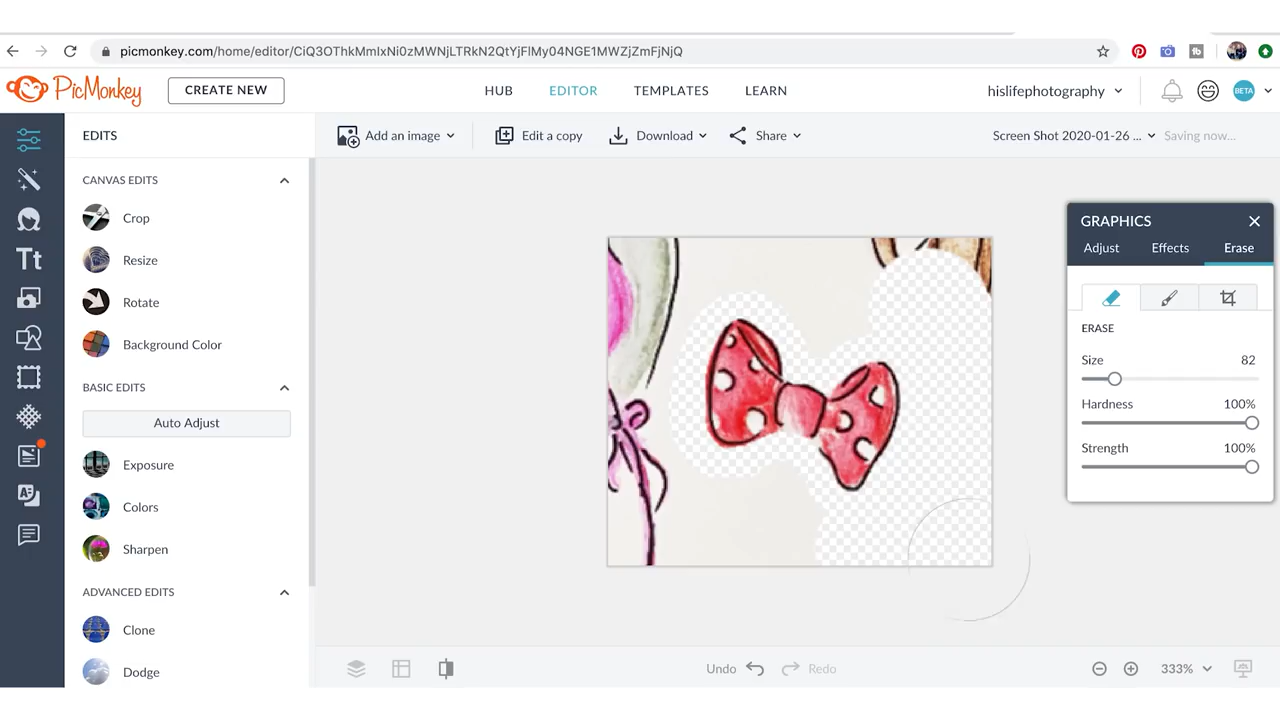 picmonkey.com/home/editor/CiQ3OThkMmIxNi0zMWNjLTRkN2QtYjFlMy04NGE1MWZjZmFjNjQ
PicMonkey CREATE NEW HUB EDITOR TEMPLATES LEARN hislifephotography BETA
EDITS Add an image Edit a copy Download Share Screen Shot 2020-01-26 ... Saving now...
CANVAS EDITS
Crop
Resize
Rotate
Background Color
BASIC EDITS
Auto Adjust
Exposure
Colors
Sharpen
ADVANCED EDITS
Clone
Dodge
GRAPHICS
Adjust Effects Erase
ERASE
Size 82
Hardness 100%
Strength 100%
Undo Redo 333%